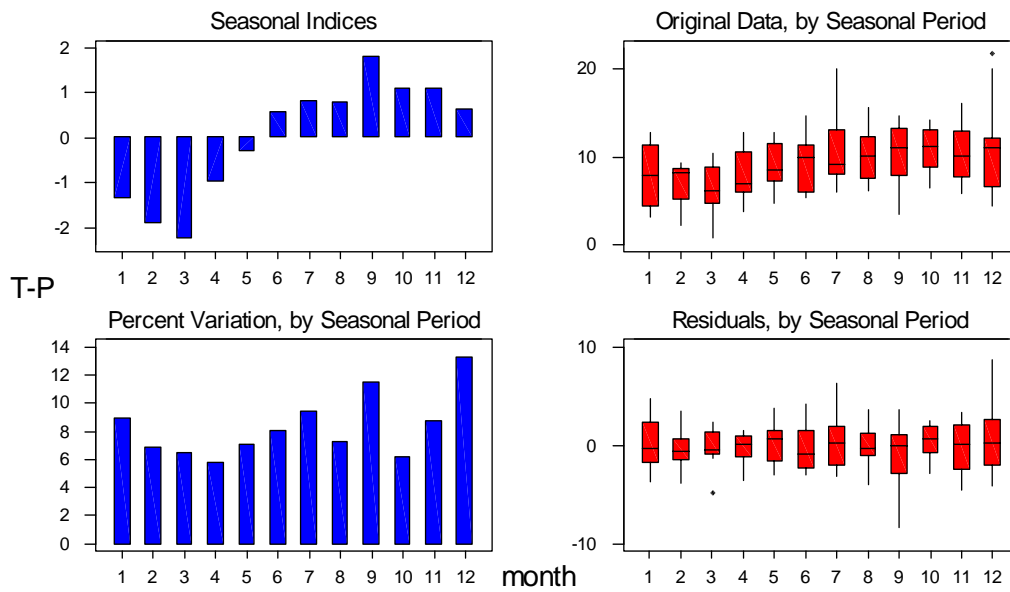 Seasonal Indices
2
1
0
-1
-2
1 2 3 4 5 6 7 8 9 10 11 12
Original Data, by Seasonal Period
20
10
0
1 2 3 4 5 6 7 8 9 10 11 12
T-P
Percent Variation, by Seasonal Period
14
12
10
8
6
4
2
0
1 2 3 4 5 6 7 8 9 10 11 12
Residuals, by Seasonal Period
10
0
-10
1 2 3 4 5 6 7 8 9 10 11 12
month